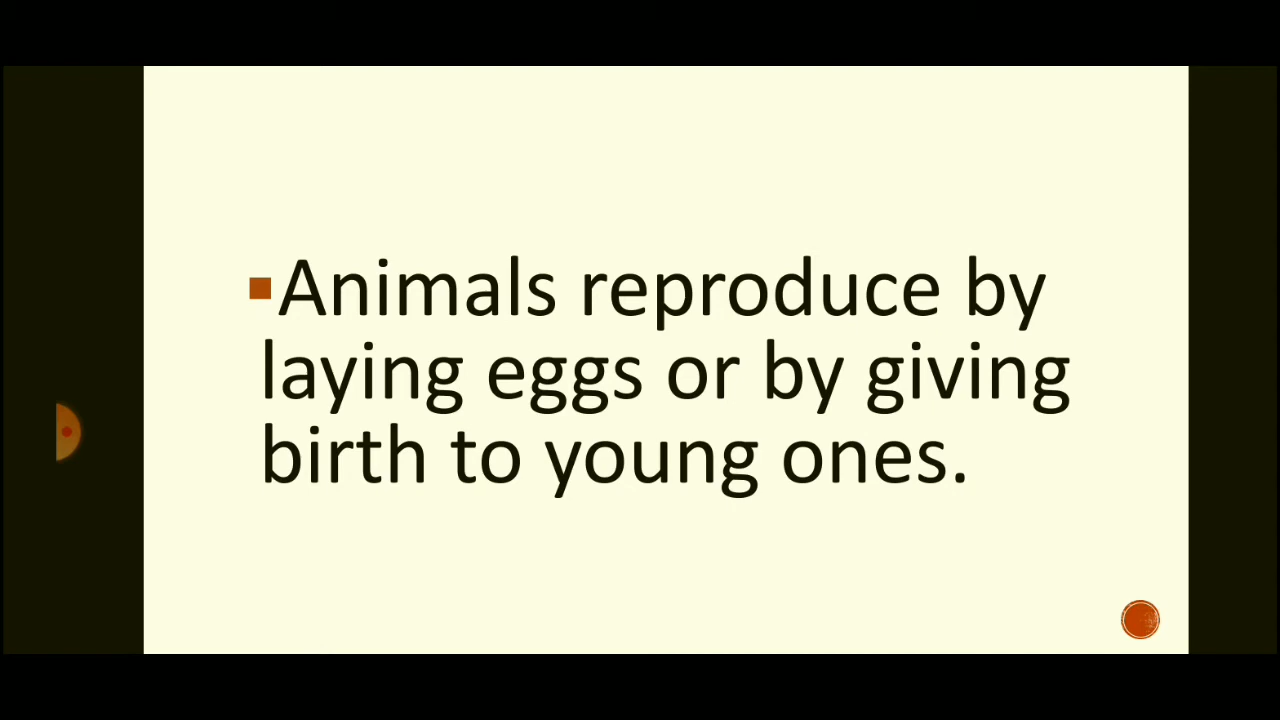 ▪Animals reproduce by
laying eggs or by giving
birth to young ones.